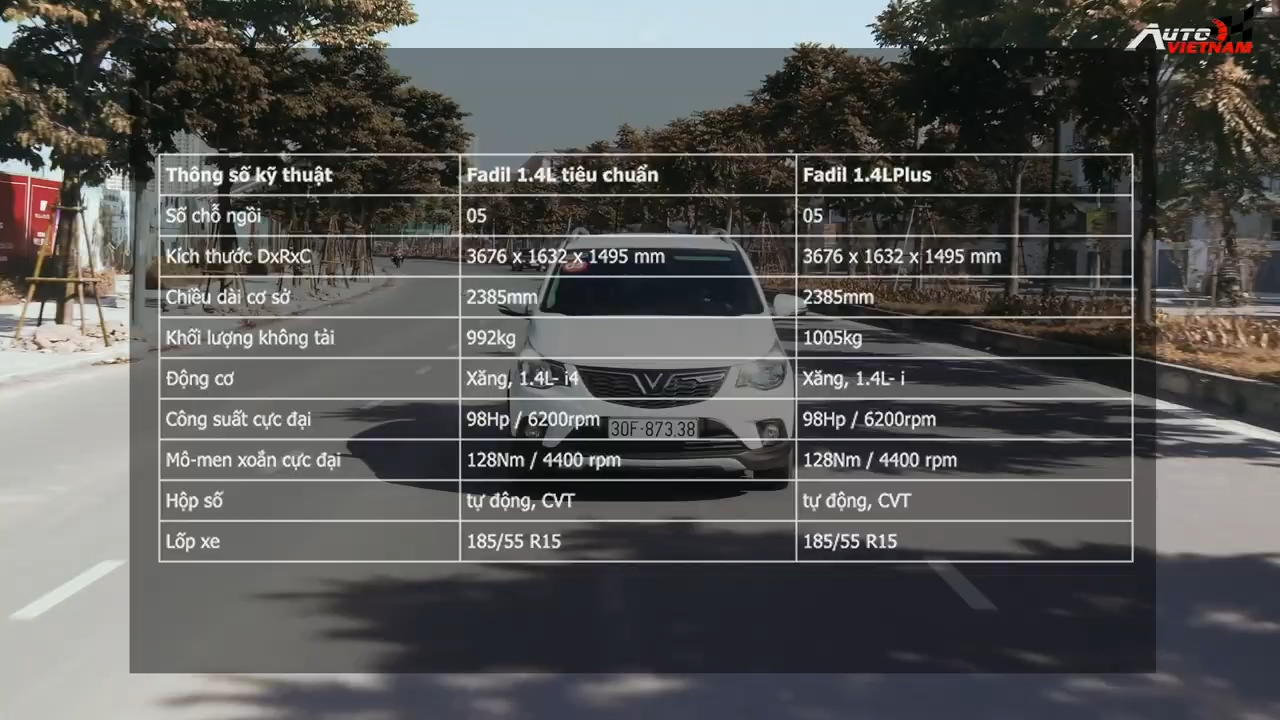 AUTO
VIETNAM
Thông số kỹ thuật Fadil 1.4L tiêu chuẩn Fadil 1.4LPlus
Số chỗ ngồi 05 05
Kích thước DxRxC 3676 x 1632 x 1495 mm 3676 x 1632 x 1495 mm
Chiều dài cơ sở 2385mm 2385mm
Khối lượng không tải 992kg 1005kg
Động cơ Xăng, 1.4L- i4 Xăng, 1.4L- i
Công suất cực đại 98Hp / 6200rpm 98Hp / 6200rpm
Mô-men xoắn cực đại 128Nm / 4400 rpm 128Nm / 4400 rpm
Hộp số tự động, CVT tự động, CVT
Lốp xe 185/55 R15 185/55 R15
30F-873.38